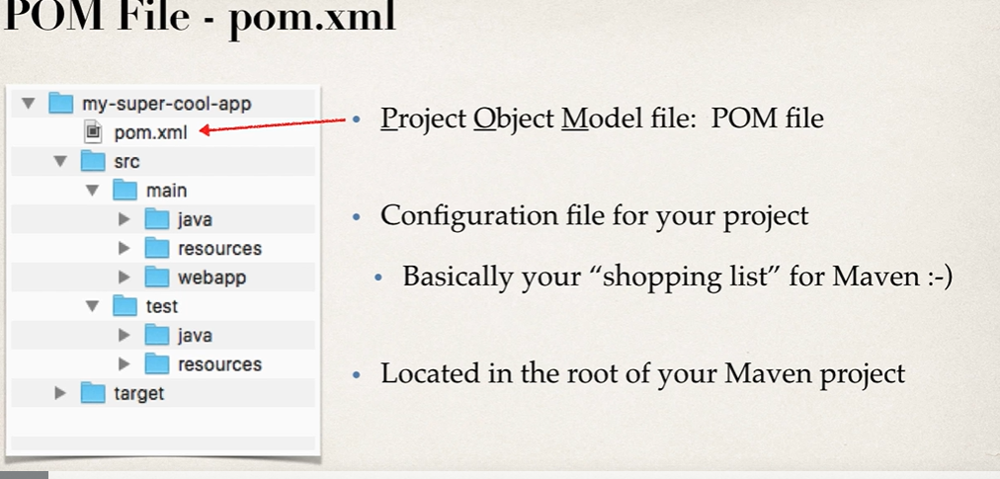 POM File - pom.xml
my-super-cool-app
pom.xml
src
main
java
resources
webapp
test
java
resources
target
• Project Object Model file: POM file
• Configuration file for your project
• Basically your “shopping list” for Maven :-)
• Located in the root of your Maven project